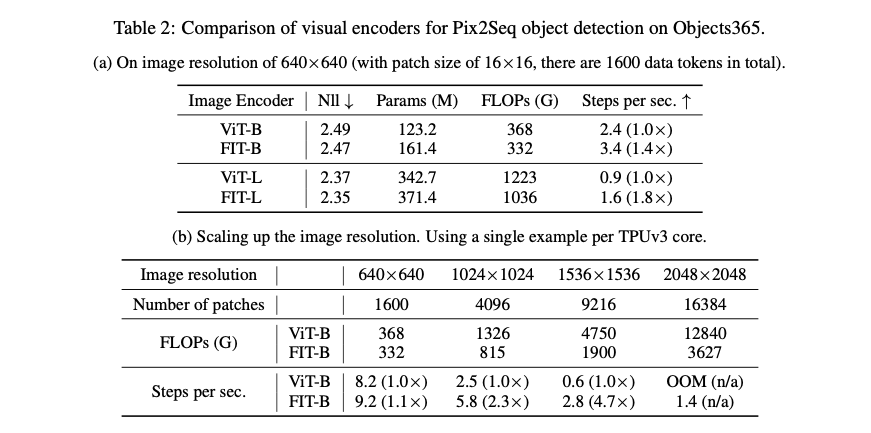 Table 2: Comparison of visual encoders for Pix2Seq object detection on Objects365.
(a) On image resolution of 640×640 (with patch size of 16×16, there are 1600 data tokens in total).
Image Encoder Nll ↓ Params (M) FLOPs (G) Steps per sec. ↑
ViT-B 2.49 123.2 368 2.4 (1.0×)
FIT-B 2.47 161.4 332 3.4 (1.4×)
ViT-L 2.37 342.7 1223 0.9 (1.0×)
FIT-L 2.35 371.4 1036 1.6 (1.8×)
(b) Scaling up the image resolution. Using a single example per TPUv3 core.
Image resolution 640×640 1024×1024 1536×1536 2048×2048
Number of patches 1600 4096 9216 16384
FLOPs (G) ViT-B 368 1326 4750 12840
FIT-B 332 815 1900 3627
Steps per sec. ViT-B 8.2 (1.0×) 2.5 (1.0×) 0.6 (1.0×) OOM (n/a)
FIT-B 9.2 (1.1×) 5.8 (2.3×) 2.8 (4.7×) 1.4 (n/a)